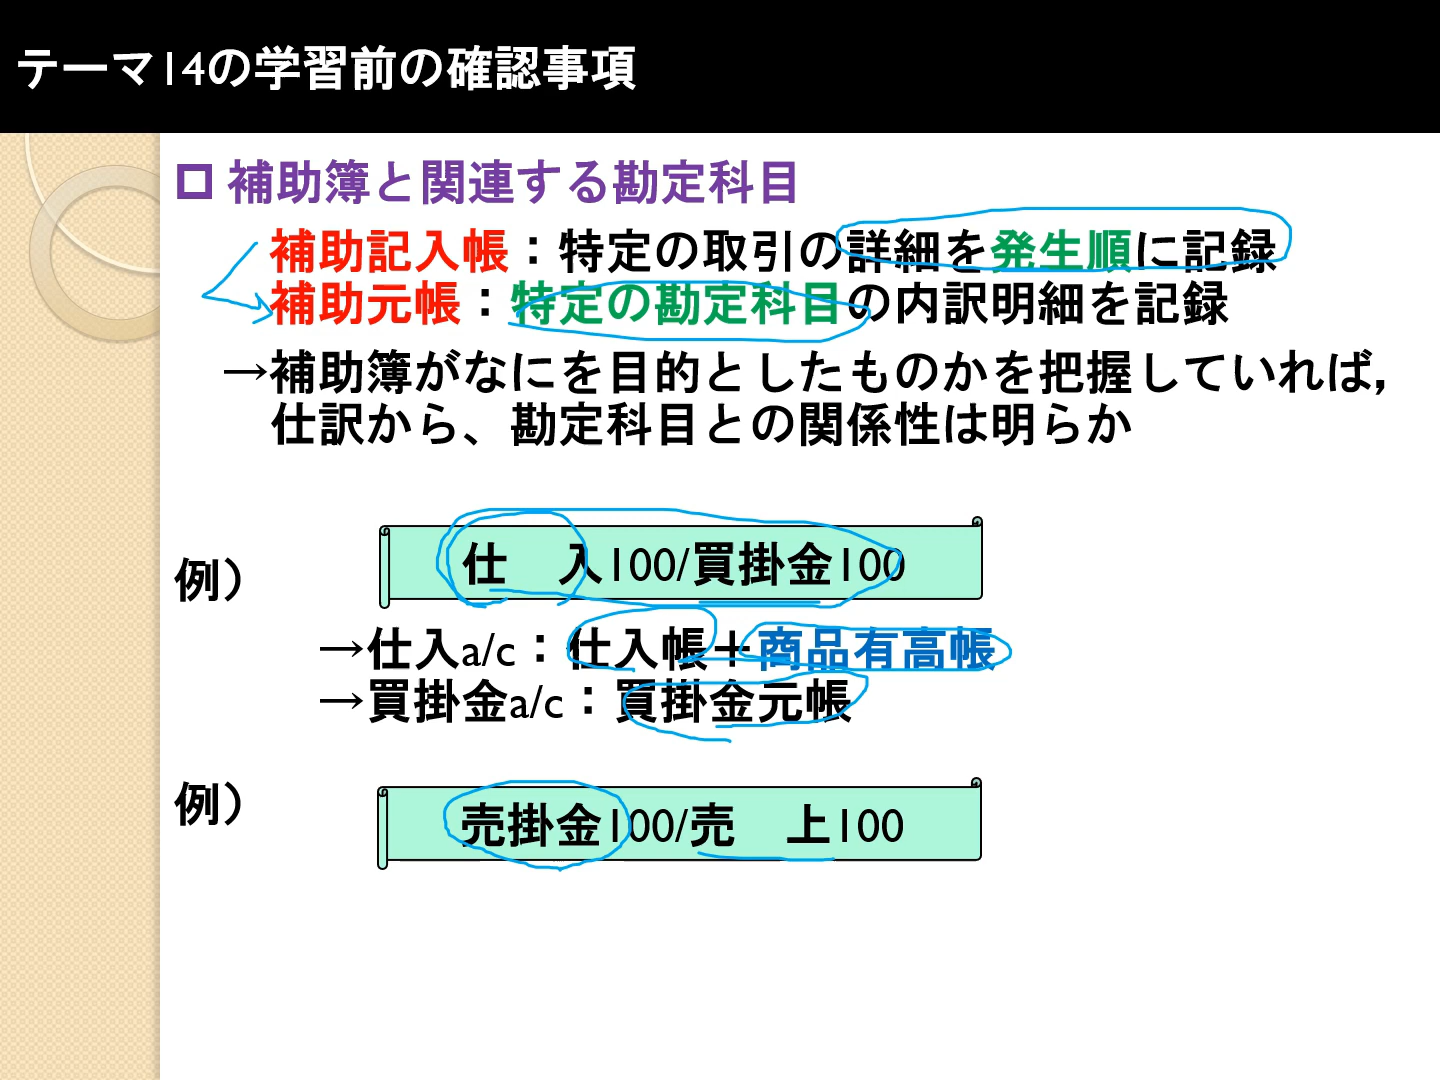 テーマ14の学習前の確認事項
補助簿と関連する勘定科目
補助記入帳：特定の取引の詳細を発生順に記録
補助元帳：特定の勘定科目の内訳明細を記録
→補助簿がなにを目的としたものかを把握していれば，
仕訳から、勘定科目との関係性は明らか
例）
仕　入100/買掛金100
→仕入a/c：仕入帳＋商品有高帳
→買掛金a/c：買掛金元帳
例）
売掛金100/売　上100